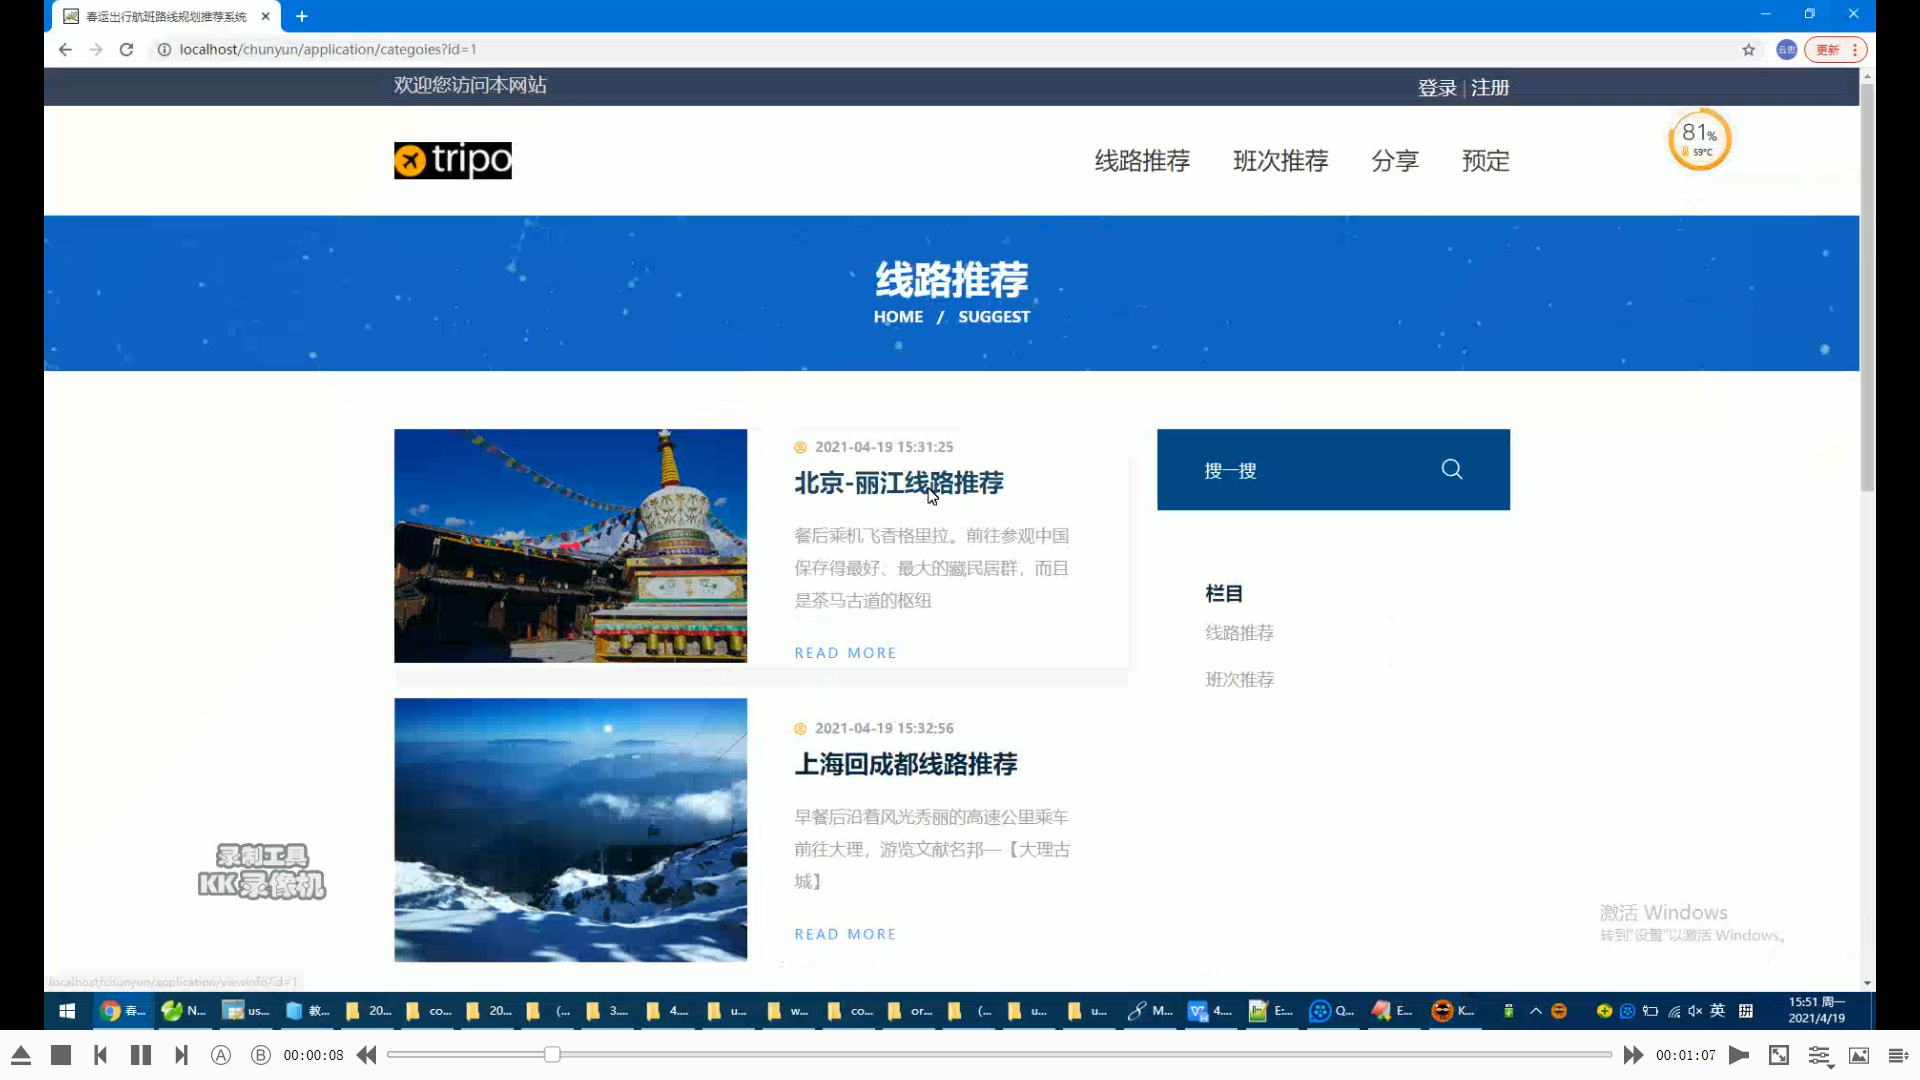 春运出行航班路线规划推荐系统
localhost/chunyun/application/categoies?id=1
云忠
更新
欢迎您访问本网站
登录 | 注册
tripo
线路推荐 班次推荐 分享 预定
81%
59℃
线路推荐
HOME / SUGGEST
2021-04-19 15:31:25
北京-丽江线路推荐
餐后乘机飞香格里拉。前往参观中国
保存得最好、最大的藏民居群，而且
是茶马古道的枢纽
READ MORE
搜一搜
栏目
线路推荐
班次推荐
2021-04-19 15:32:56
上海回成都线路推荐
早餐后沿着风光秀丽的高速公里乘车
前往大理，游览文献名邦—【大理古
城】
READ MORE
录制工具
KK录像机
激活 Windows
转到"设置"以激活 Windows。
localhost/chunyun/application/viewinfo?id=1
春... N... us... 教... 20... co... 20... (... 3.... 4.... u... w... co... or... (... u... u... M... 4.... E:... Q... E... K... 英
15:51 周一
2021/4/19
A B 00:00:08 00:01:07